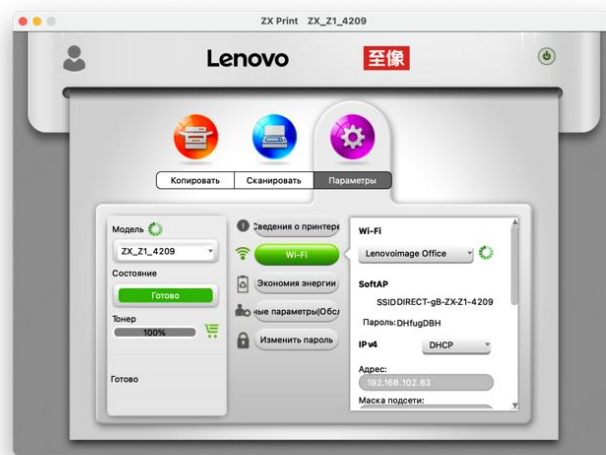 ZX Print ZX_Z1_4209
Lenovo 至像
Копировать Сканировать Параметры
Модель
ZX_Z1_4209
Состояние
Готово
Тонер
100%
Готово
Сведения о принтере
Wi-Fi
Экономия энергии
ные параметры|Обсл
Изменить пароль
Wi-Fi
Lenovoimage Office
SoftAP
SSIDDIRECT-gB-ZX-Z1-4209
Пароль:DHfugDBH
IPv4 DHCP
Адрес:
192.168.102.83
Маска подсети: